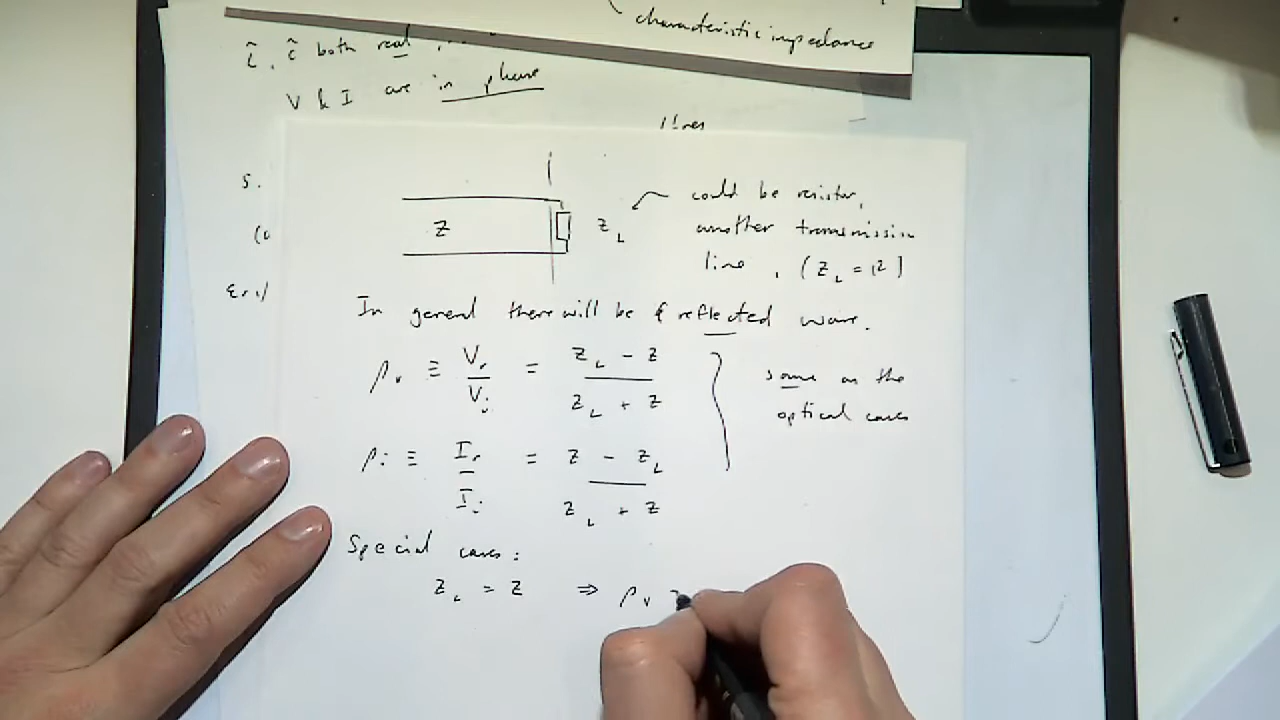 characteristic impedance
ĉ, ĉ both real
V & I are in phase
lines
S.
Z
Z_L
could be resistor,
another transmission
line, (Z_L = 12)
In general there will be a reflected wave.
ρ_v ≡ V_r / V_i = (Z_L - Z) / (Z_L + Z)
same as the
optical cases
ρ_i ≡ I_r / I_i = (Z - Z_L) / (Z_L + Z)
Special cases:
Z_L = Z ⇒ ρ_v =